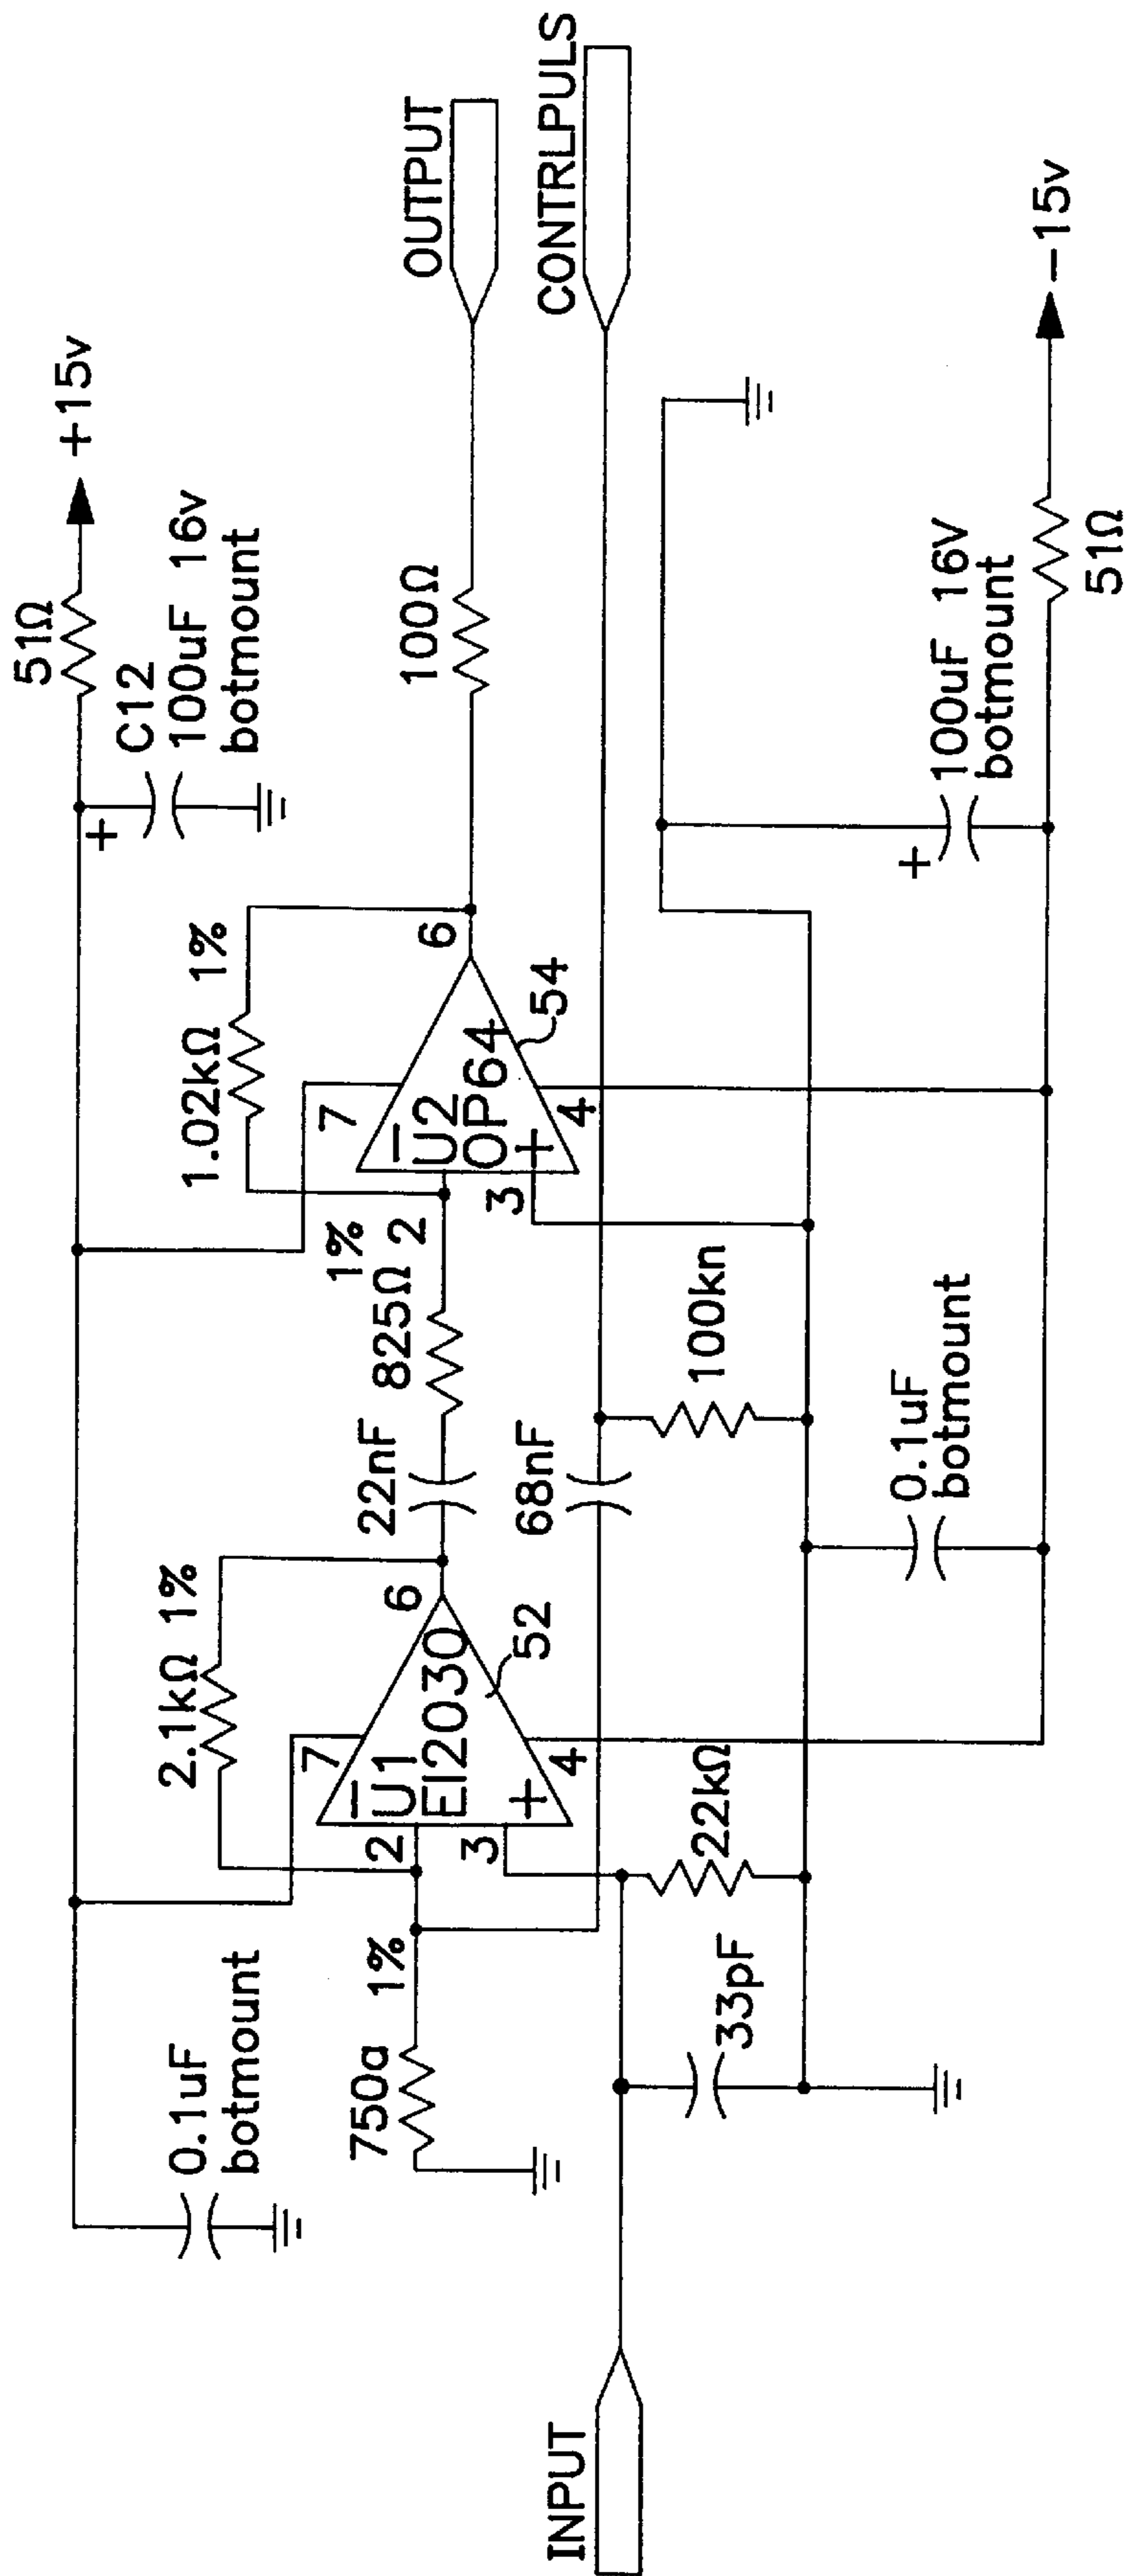 51Ω
+15v
C12
100uF 16v
botmount
+
0.1uF
botmount
2.1kΩ 1%
1.02kΩ 1%
OUTPUT
100Ω
CONTRLPULS
750a
1%
7
2
3
4
6
–
U1
EI2030
+
52
22nF
825Ω
1%
68nF
7
2
3
4
6
–
U2
OP64
+
54
INPUT
33pF
22kΩ
100kn
0.1uF
botmount
100uF 16V
botmount
+
51Ω
−15v